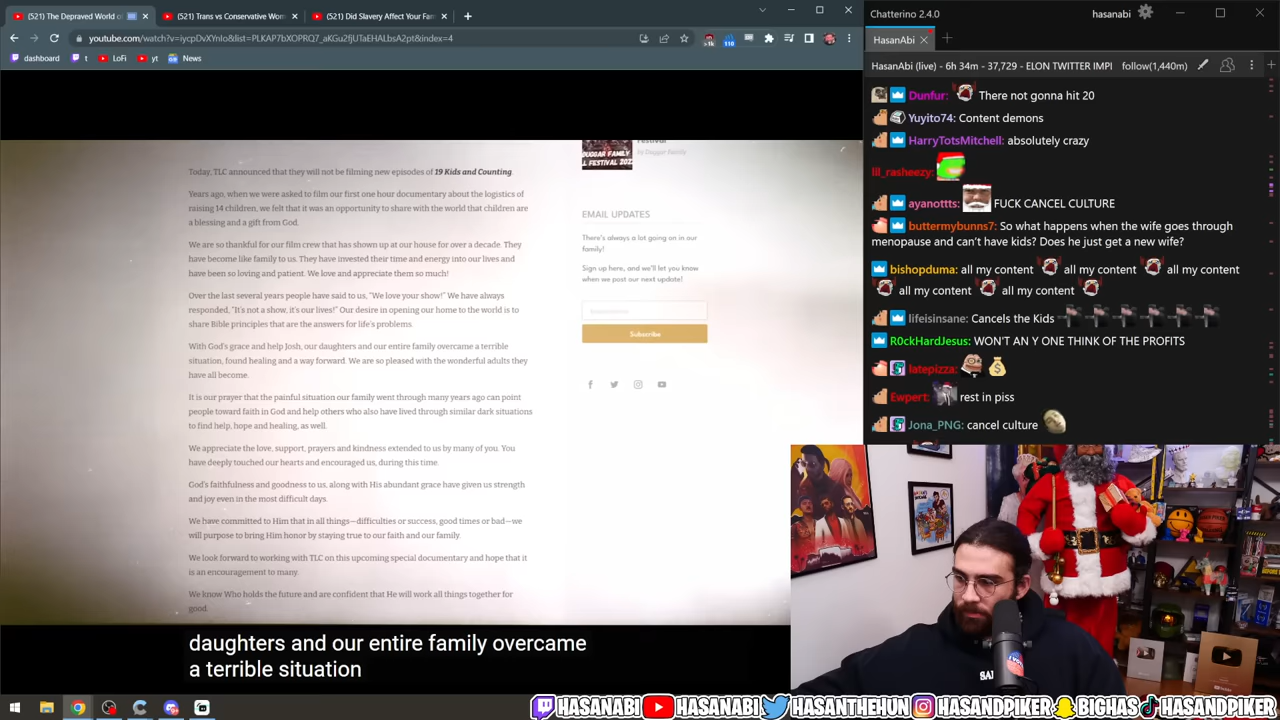 (521) The Depraved World o
(521) Trans vs Conservative Wom
(521) Did Slavery Affect Your Fam
youtube.com/watch?v=iycpDvXYnIo&list=PLKAP7bXOPRQ7_aKGu2fjUTaEHALbsA2pt&index=4
dashboard
t
LoFi
yt
News
Today, TLC announced that they will not be filming new episodes of 19 Kids and Counting.
Years ago, when we were asked to film our first one hour documentary about the logistics of
raising 14 children, we felt that it was an opportunity to share with the world that children are
a blessing and a gift from God.
We are so thankful for our film crew that has shown up at our house for over a decade. They
have become like family to us. They have invested their time and energy into our lives and
have been so loving and patient. We love and appreciate them so much!
Over the last several years people have said to us, "We love your show!" We have always
responded, "It's not a show, it's our lives!" Our desire in opening our home to the world is to
share Bible principles that are the answers for life's problems.
With God's grace and help Josh, our daughters and our entire family overcame a terrible
situation, found healing and a way forward. We are so pleased with the wonderful adults they
have all become.
It is our prayer that the painful situation our family went through many years ago can point
people toward faith in God and help others who also have lived through similar dark situations
to find help, hope and healing, as well.
We appreciate the love, support, prayers and kindness extended to us by many of you. You
have deeply touched our hearts and encouraged us, during this time.
God's faithfulness and goodness to us, along with His abundant grace have given us strength
and joy even in the most difficult days.
We have committed to Him that in all things—difficulties or success, good times or bad—we
will purpose to bring Him honor by staying true to our faith and our family.
We look forward to working with TLC on this upcoming special documentary and hope that it
is an encouragement to many.
We know Who holds the future and are confident that He will work all things together for
good.
Festival
by Duggar Family
DUGGAR FAMILY
EMAIL UPDATES
There's always a lot going on in our
family!
Sign up here, and we'll let you know
when we post our next update!
Subscribe
daughters and our entire family overcame
a terrible situation
Chatterino 2.4.0
hasanabi
HasanAbi
HasanAbi (live) - 6h 34m - 37,729 - ELON TWITTER IMPI
follow(1,440m)
Dunfur: There not gonna hit 20
Yuyito74: Content demons
HarryTotsMitchell: absolutely crazy
lil_rasheezy:
ayanottts: FUCK CANCEL CULTURE
buttermybunns7: So what happens when the wife goes through
menopause and can't have kids? Does he just get a new wife?
bishopduma: all my content all my content all my content
all my content all my content
lifeisinsane: Cancels the Kids
R0ckHardJesus: WON'T AN Y ONE THINK OF THE PROFITS
latepizza:
Ewpert: rest in piss
Jona_PNG: cancel culture
HASANABI
HASANABI
HASANTHEHUN
HASANDPIKER
BIGHAS
HASANDPIKER